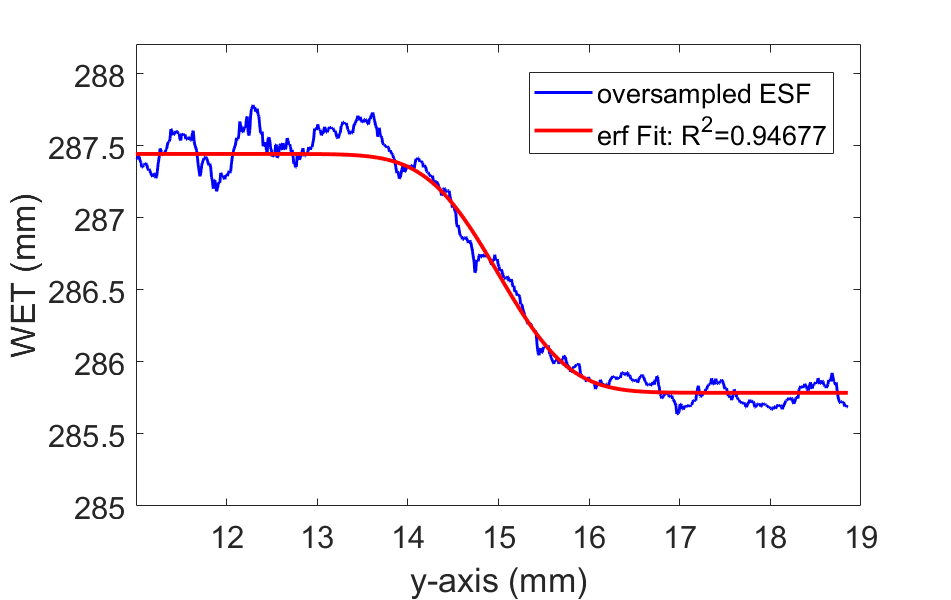 oversampled ESF
erf Fit: R²=0.94677
288
287.5
287
286.5
286
285.5
285
WET (mm)
12 13 14 15 16 17 18 19
y-axis (mm)